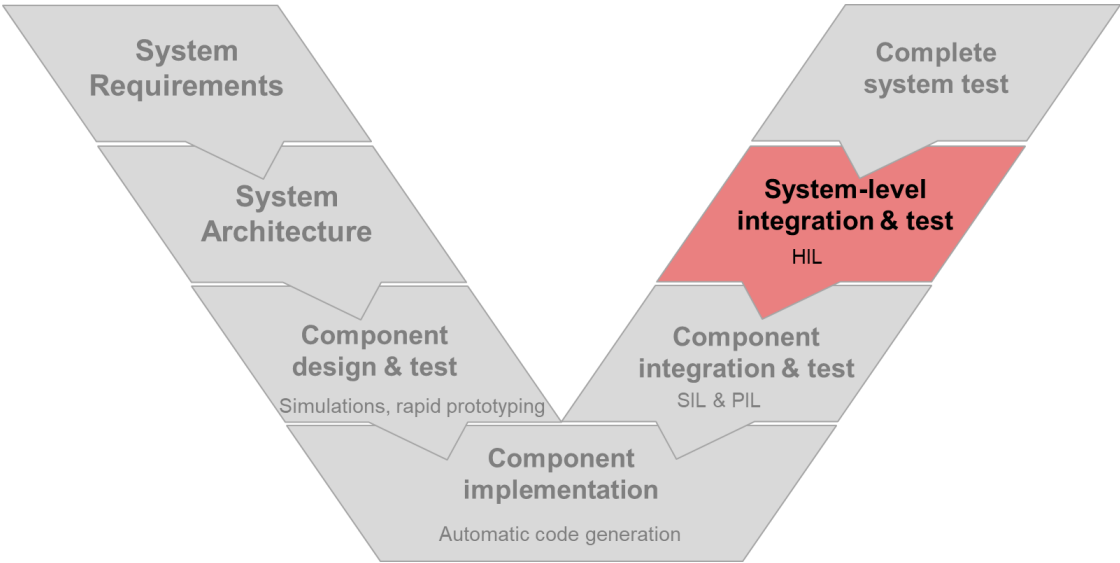 System
Requirements
System
Architecture
Component
design & test
Simulations, rapid prototyping
Component
implementation
Automatic code generation
Component
integration & test
SIL & PIL
System-level
integration & test
HIL
Complete
system test